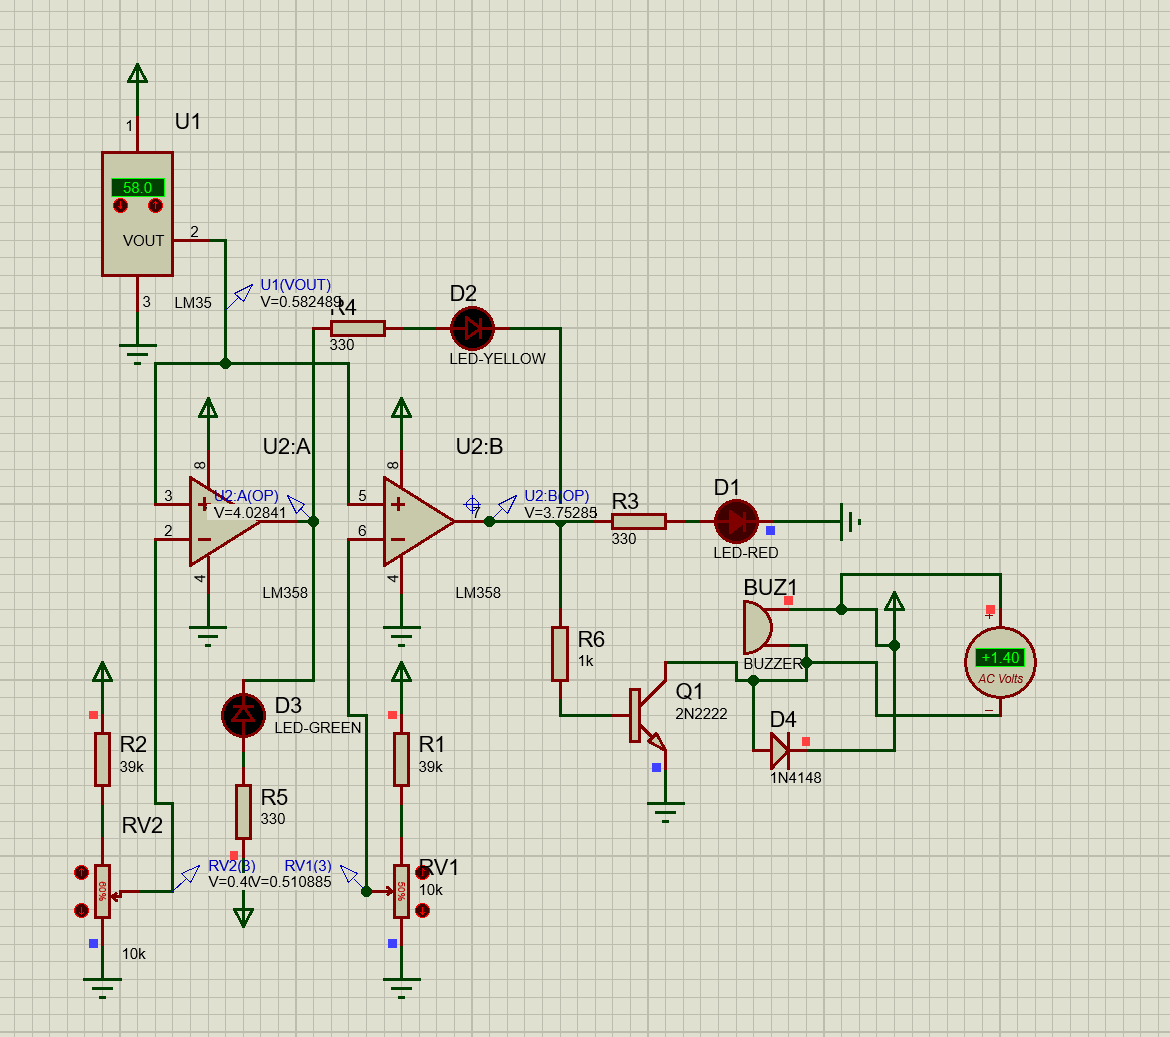 1
U1
58.0
VOUT
2
3
LM35
U1(VOUT)
V=0.582489
R4
330
D2
LED-YELLOW
8
U2:A
3
2
U2:A(OP)
V=4.02841
4
LM358
8
U2:B
5
6
7
U2:B(OP)
V=3.75285
4
LM358
R3
330
D1
LED-RED
BUZ1
BUZZER
+
+1.40
AC Volts
−
R6
1k
Q1
2N2222
D4
1N4148
D3
LED-GREEN
R2
39k
R1
39k
R5
330
RV2
60%
10k
RV2(3)
V=0.4
RV1(3)
V=0.510885
RV1
50%
10k